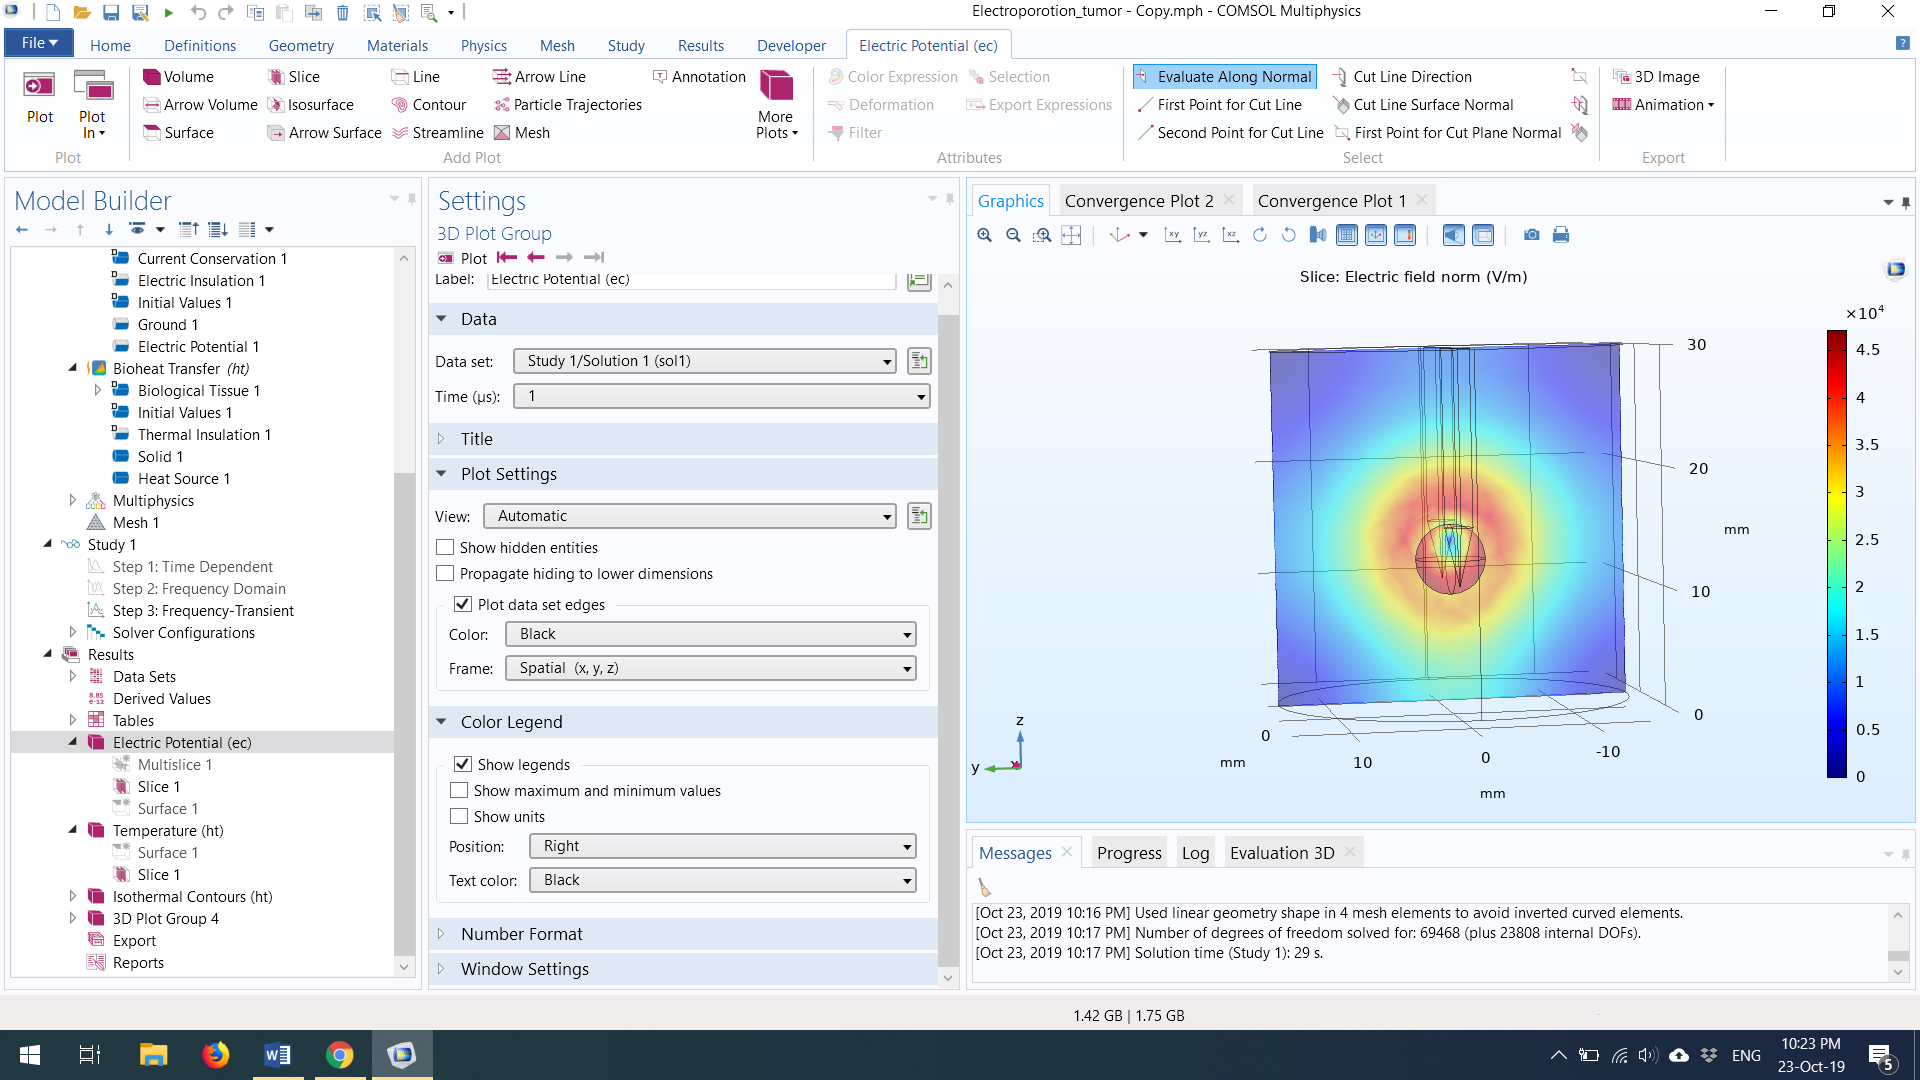 Electroporotion_tumor - Copy.mph - COMSOL Multiphysics
File
Home
Definitions
Geometry
Materials
Physics
Mesh
Study
Results
Developer
Electric Potential (ec)
Plot
Plot
In
Plot
Volume
Arrow Volume
Surface
Slice
Isosurface
Arrow Surface
Line
Contour
Streamline
Arrow Line
Particle Trajectories
Mesh
Annotation
More
Plots
Add Plot
Color Expression
Deformation
Filter
Selection
Export Expressions
Attributes
Evaluate Along Normal
First Point for Cut Line
Second Point for Cut Line
Cut Line Direction
Cut Line Surface Normal
First Point for Cut Plane Normal
Select
3D Image
Animation
Export
Model Builder
Current Conservation 1
Electric Insulation 1
Initial Values 1
Ground 1
Electric Potential 1
Bioheat Transfer (ht)
Biological Tissue 1
Initial Values 1
Thermal Insulation 1
Solid 1
Heat Source 1
Multiphysics
Mesh 1
Study 1
Step 1: Time Dependent
Step 2: Frequency Domain
Step 3: Frequency-Transient
Solver Configurations
Results
Data Sets
8.85
e-12
Derived Values
Tables
Electric Potential (ec)
Multislice 1
Slice 1
Surface 1
Temperature (ht)
Surface 1
Slice 1
Isothermal Contours (ht)
3D Plot Group 4
Export
Reports
Settings
3D Plot Group
Plot
Label: Electric Potential (ec)
Data
Data set: Study 1/Solution 1 (sol1)
Time (µs): 1
Title
Plot Settings
View: Automatic
Show hidden entities
Propagate hiding to lower dimensions
Plot data set edges
Color: Black
Frame: Spatial (x, y, z)
Color Legend
Show legends
Show maximum and minimum values
Show units
Position: Right
Text color: Black
Number Format
Window Settings
Graphics
Convergence Plot 2
Convergence Plot 1
xy
yz
xz
Slice: Electric field norm (V/m)
×10⁴
30
20
mm
10
0
z
y
x
0
mm
10
0
-10
mm
4.5
4
3.5
3
2.5
2
1.5
1
0.5
0
Messages
Progress
Log
Evaluation 3D
[Oct 23, 2019 10:16 PM] Used linear geometry shape in 4 mesh elements to avoid inverted curved elements.
[Oct 23, 2019 10:17 PM] Number of degrees of freedom solved for: 69468 (plus 23808 internal DOFs).
[Oct 23, 2019 10:17 PM] Solution time (Study 1): 29 s.
1.42 GB | 1.75 GB
ENG
10:23 PM
23-Oct-19
5